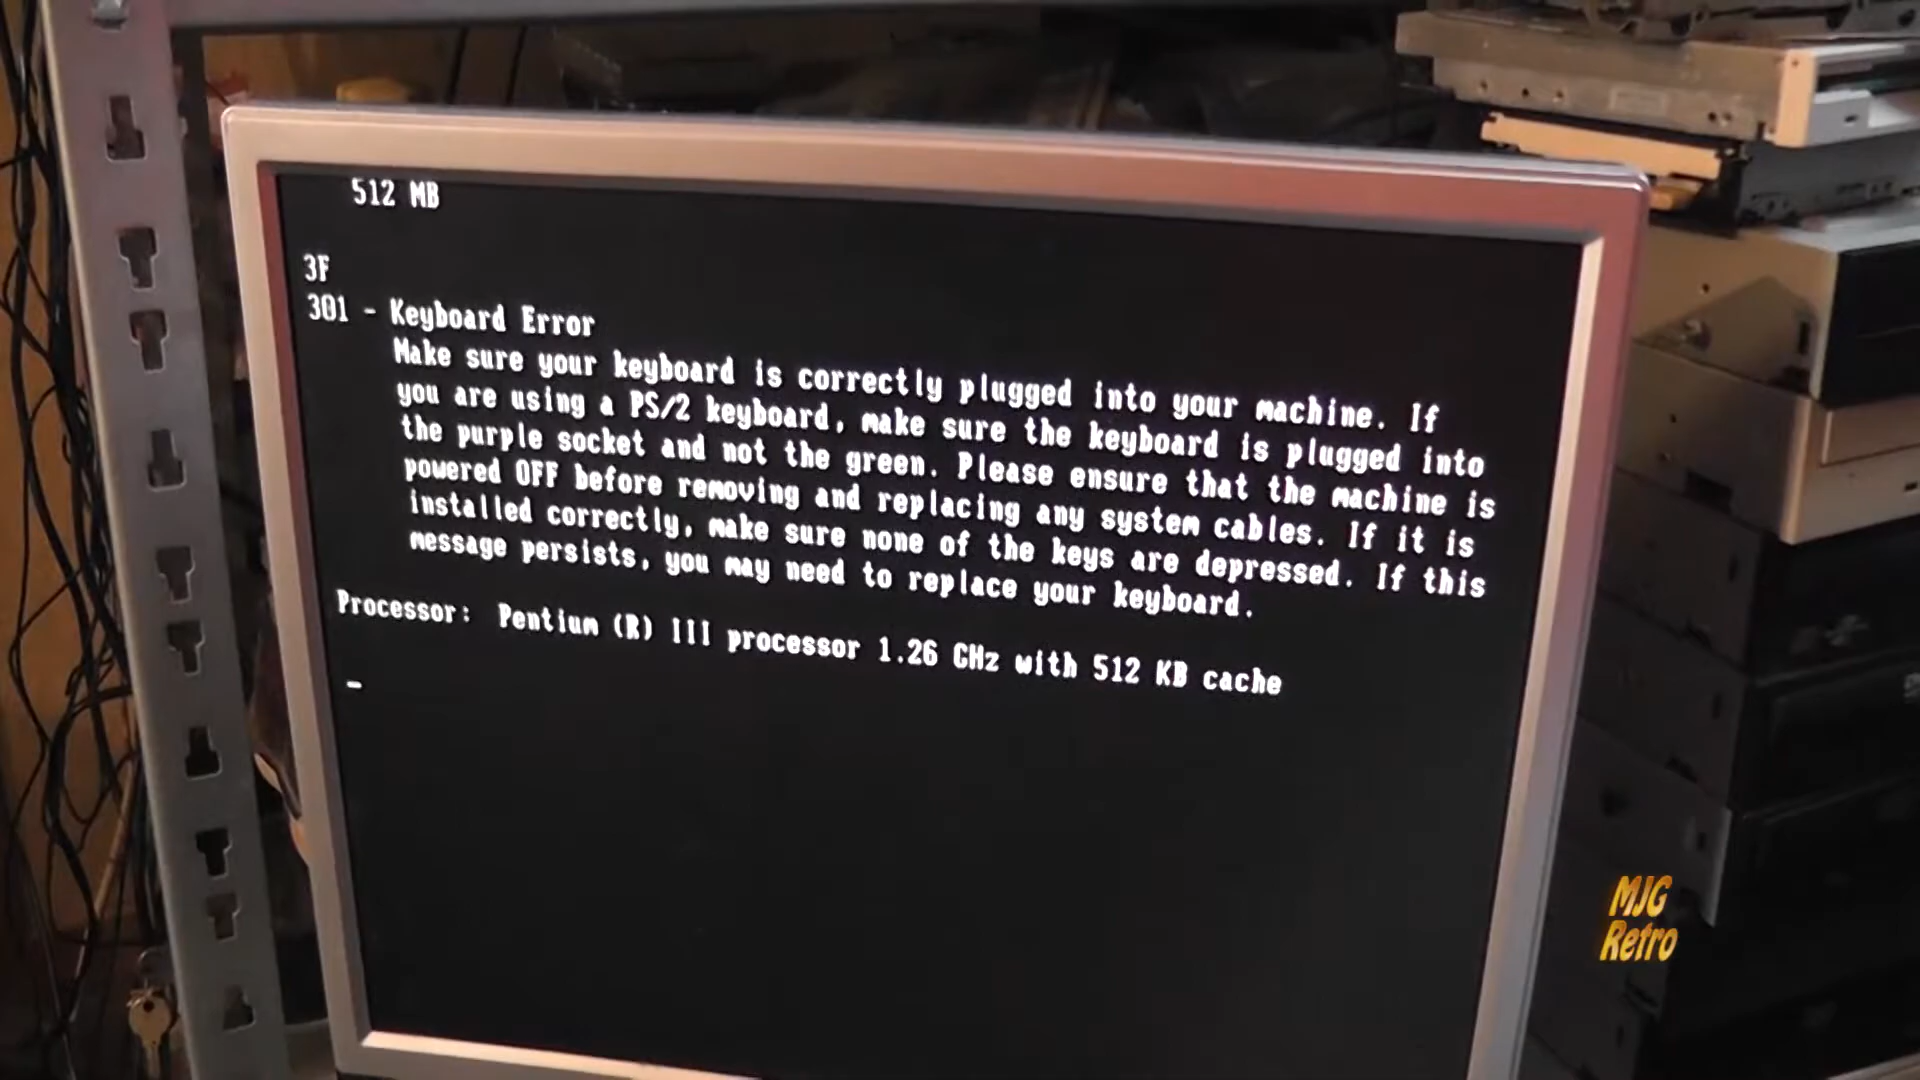 512 MB
3F
301 - Keyboard Error
Make sure your keyboard is correctly plugged into your machine. If
you are using a PS/2 keyboard, make sure the keyboard is plugged into
the purple socket and not the green. Please ensure that the machine is
powered OFF before removing and replacing any system cables. If it is
installed correctly, make sure none of the keys are depressed. If this
message persists, you may need to replace your keyboard.
Processor: Pentium (R) III processor 1.26 GHz with 512 KB cache
_
MJG
Retro